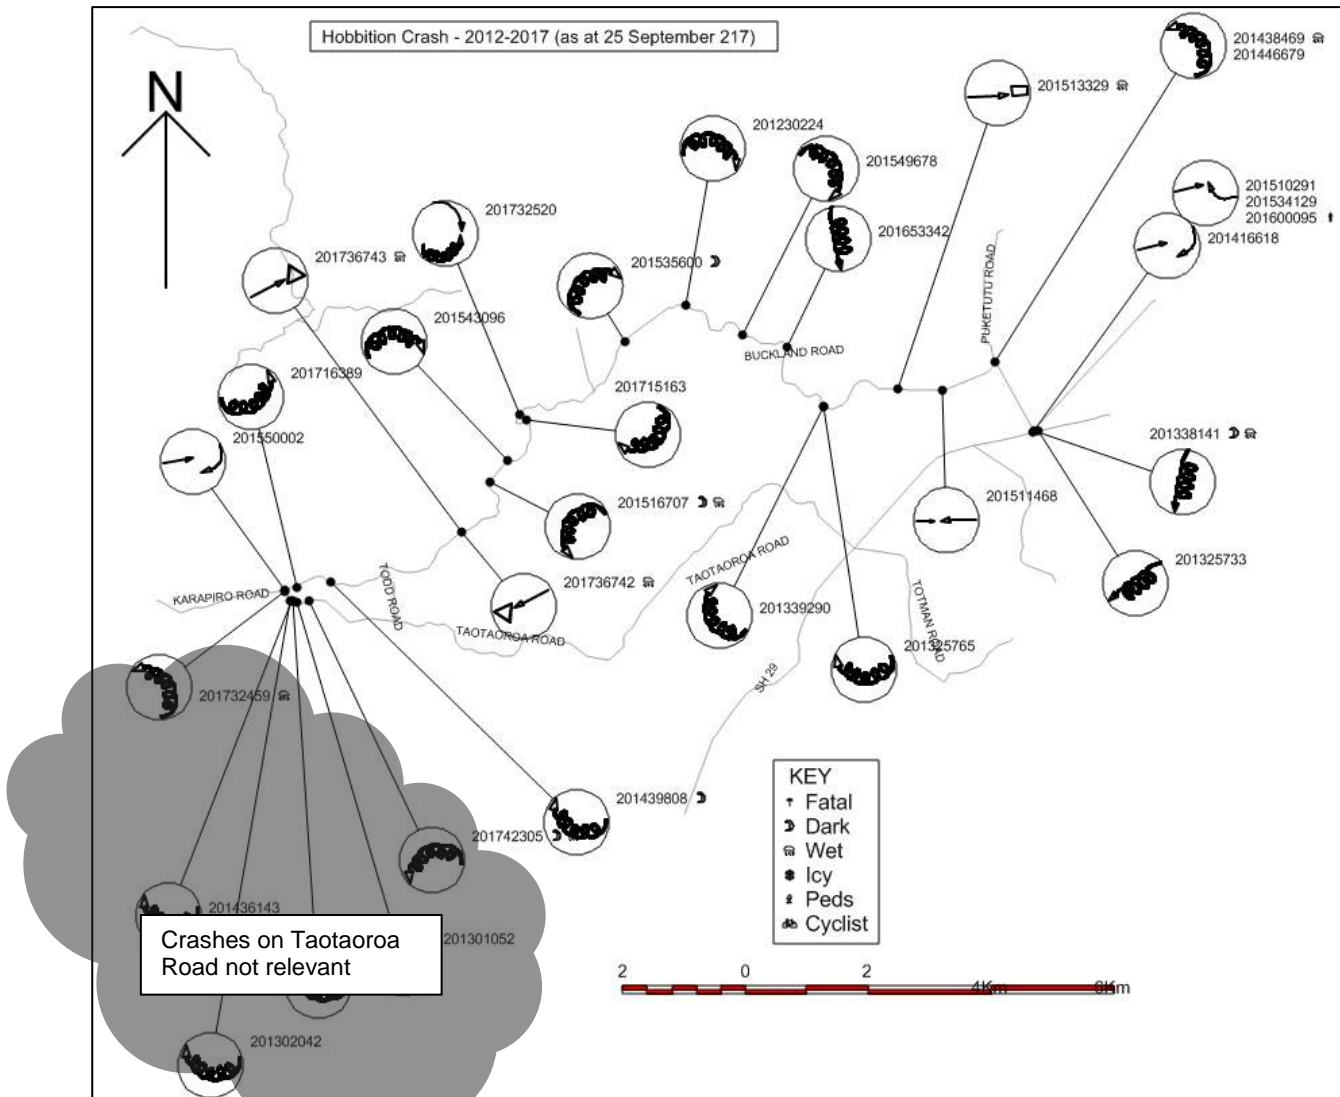 Hobbition Crash - 2012-2017 (as at 25 September 217)
N
201438469
201446679
201513329
201230224
201549678
201510291
201534129
201600095
201416618
201732520
201653342
201736743
201535600
PUKETUTU ROAD
201543096
BUCKLAND ROAD
201716389
201715163
201550002
201338141
201516707
201511468
TAOTAOROA ROAD
201325733
KARAPIRO ROAD
TODD ROAD
201736742
201339290
TOTMAN ROAD
TAOTAOROA ROAD
201325765
SH 29
201732459
201439808
201742305
KEY
Fatal
Dark
Wet
Icy
Peds
Cyclist
201436143
Crashes on Taotaoroa
Road not relevant
201301052
2 0 2 4Km 6Km
201302042